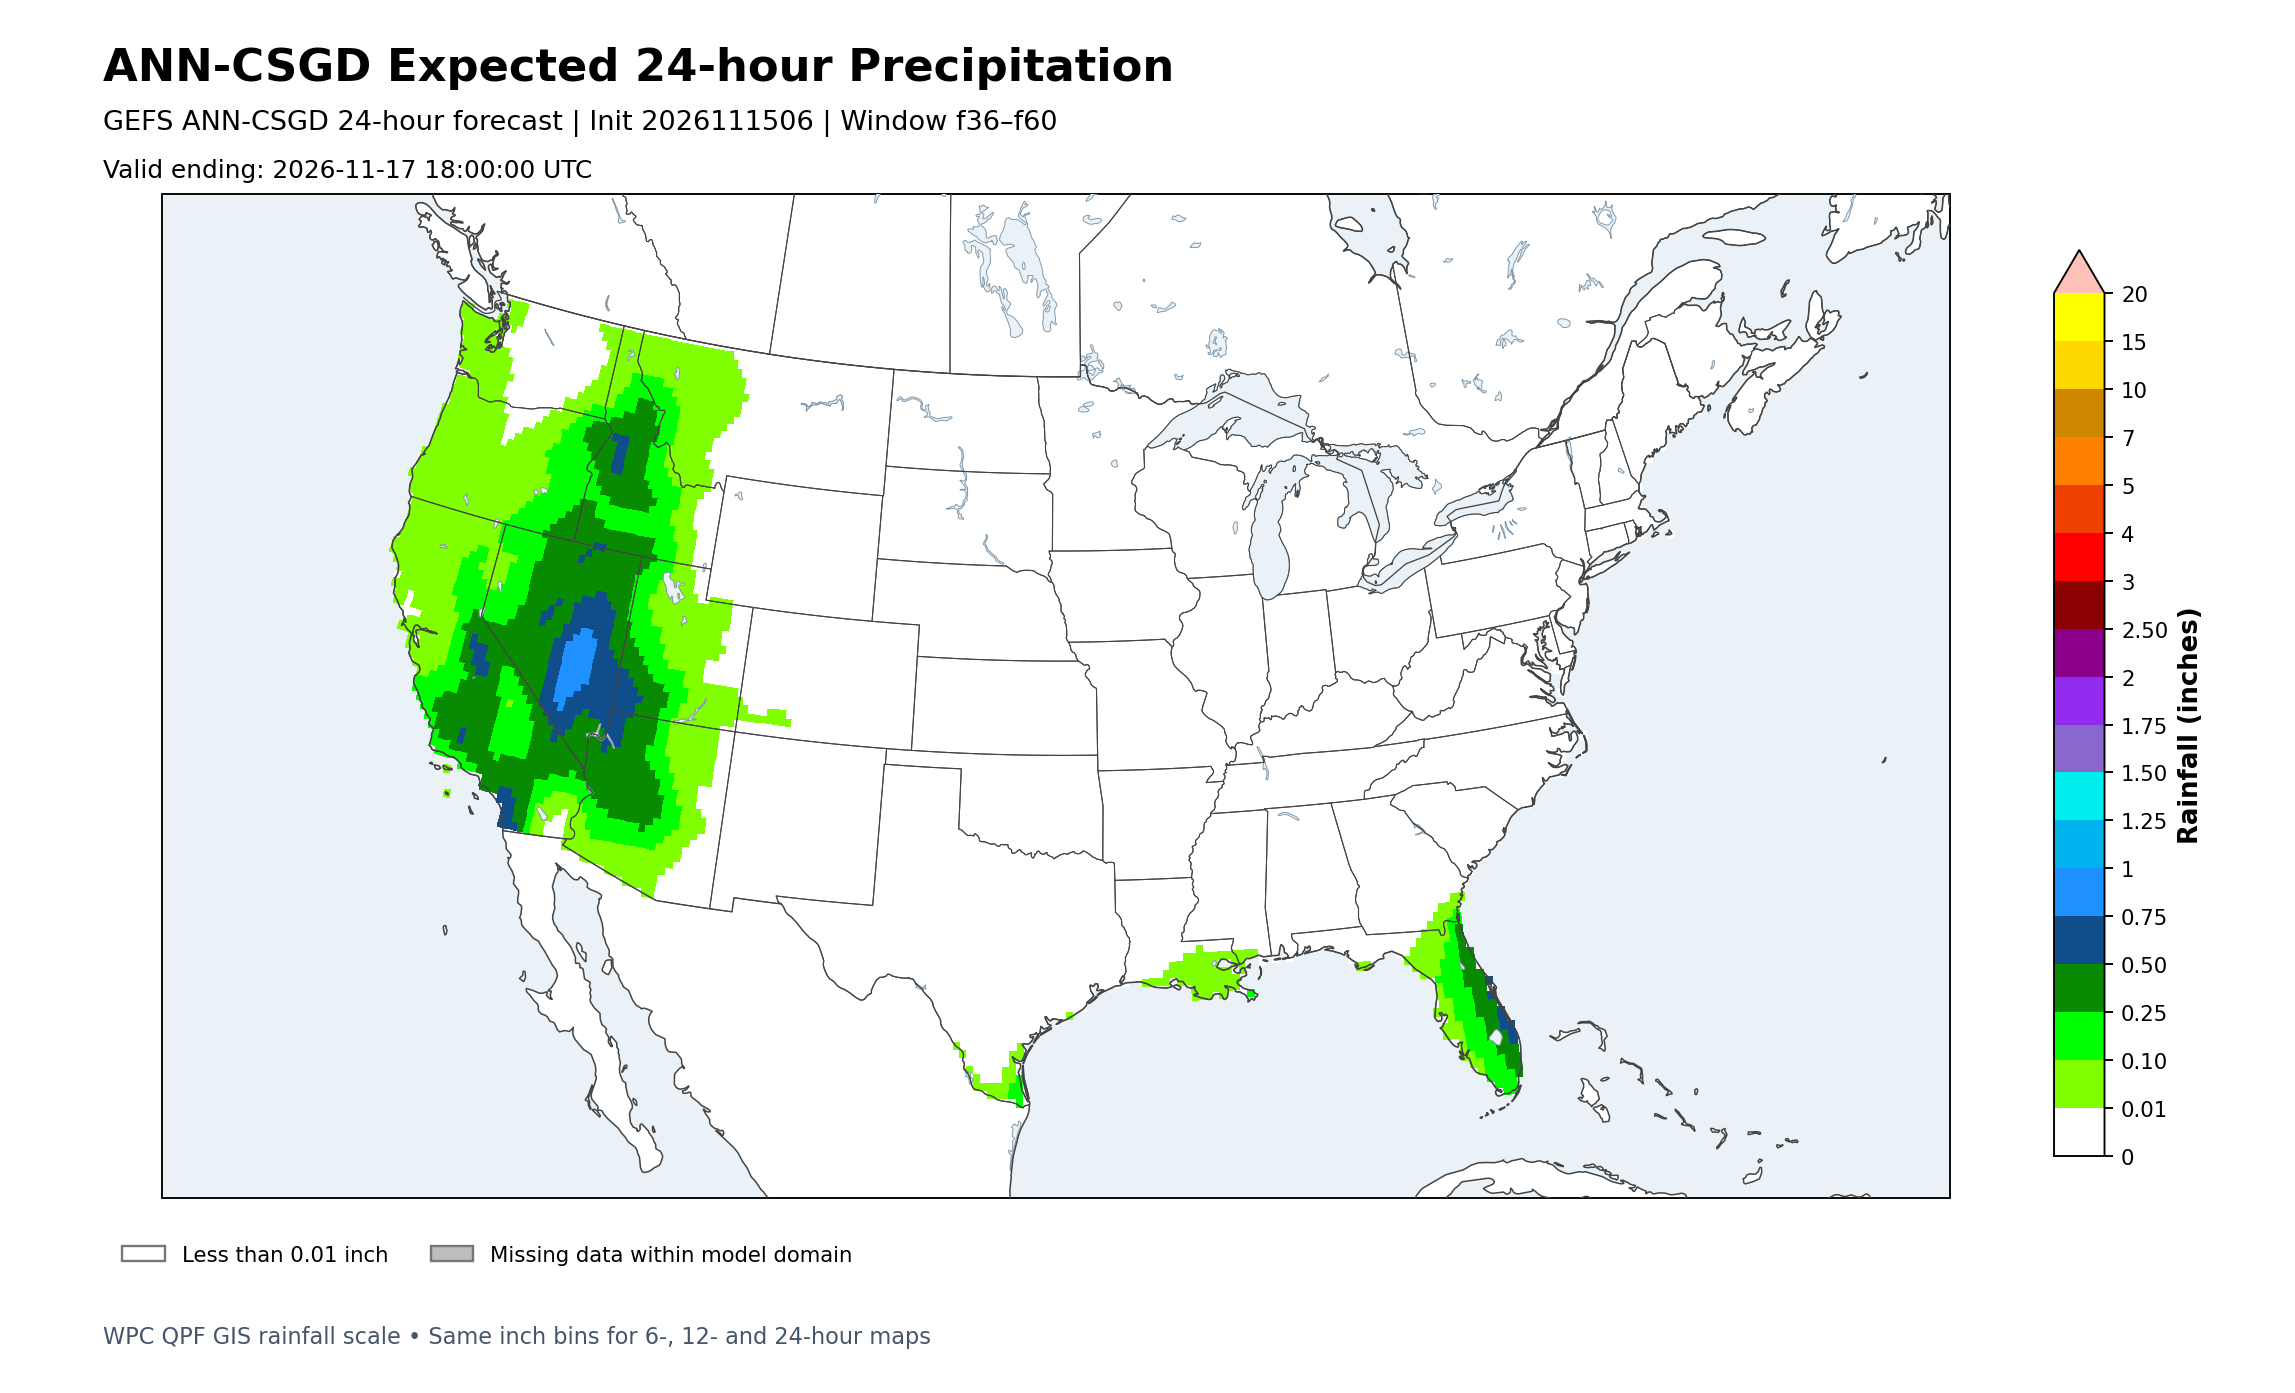 ANN-CSGD Expected 24-hour Precipitation
GEFS ANN-CSGD 24-hour forecast | Init 2026111506 | Window f36–f60
Valid ending: 2026-11-17 18:00:00 UTC
20
15
10
7
5
4
3
2.50
2
1.75
1.50
1.25
1
0.75
0.50
0.25
0.10
0.01
0
Rainfall (inches)
Less than 0.01 inch
Missing data within model domain
WPC QPF GIS rainfall scale • Same inch bins for 6-, 12- and 24-hour maps